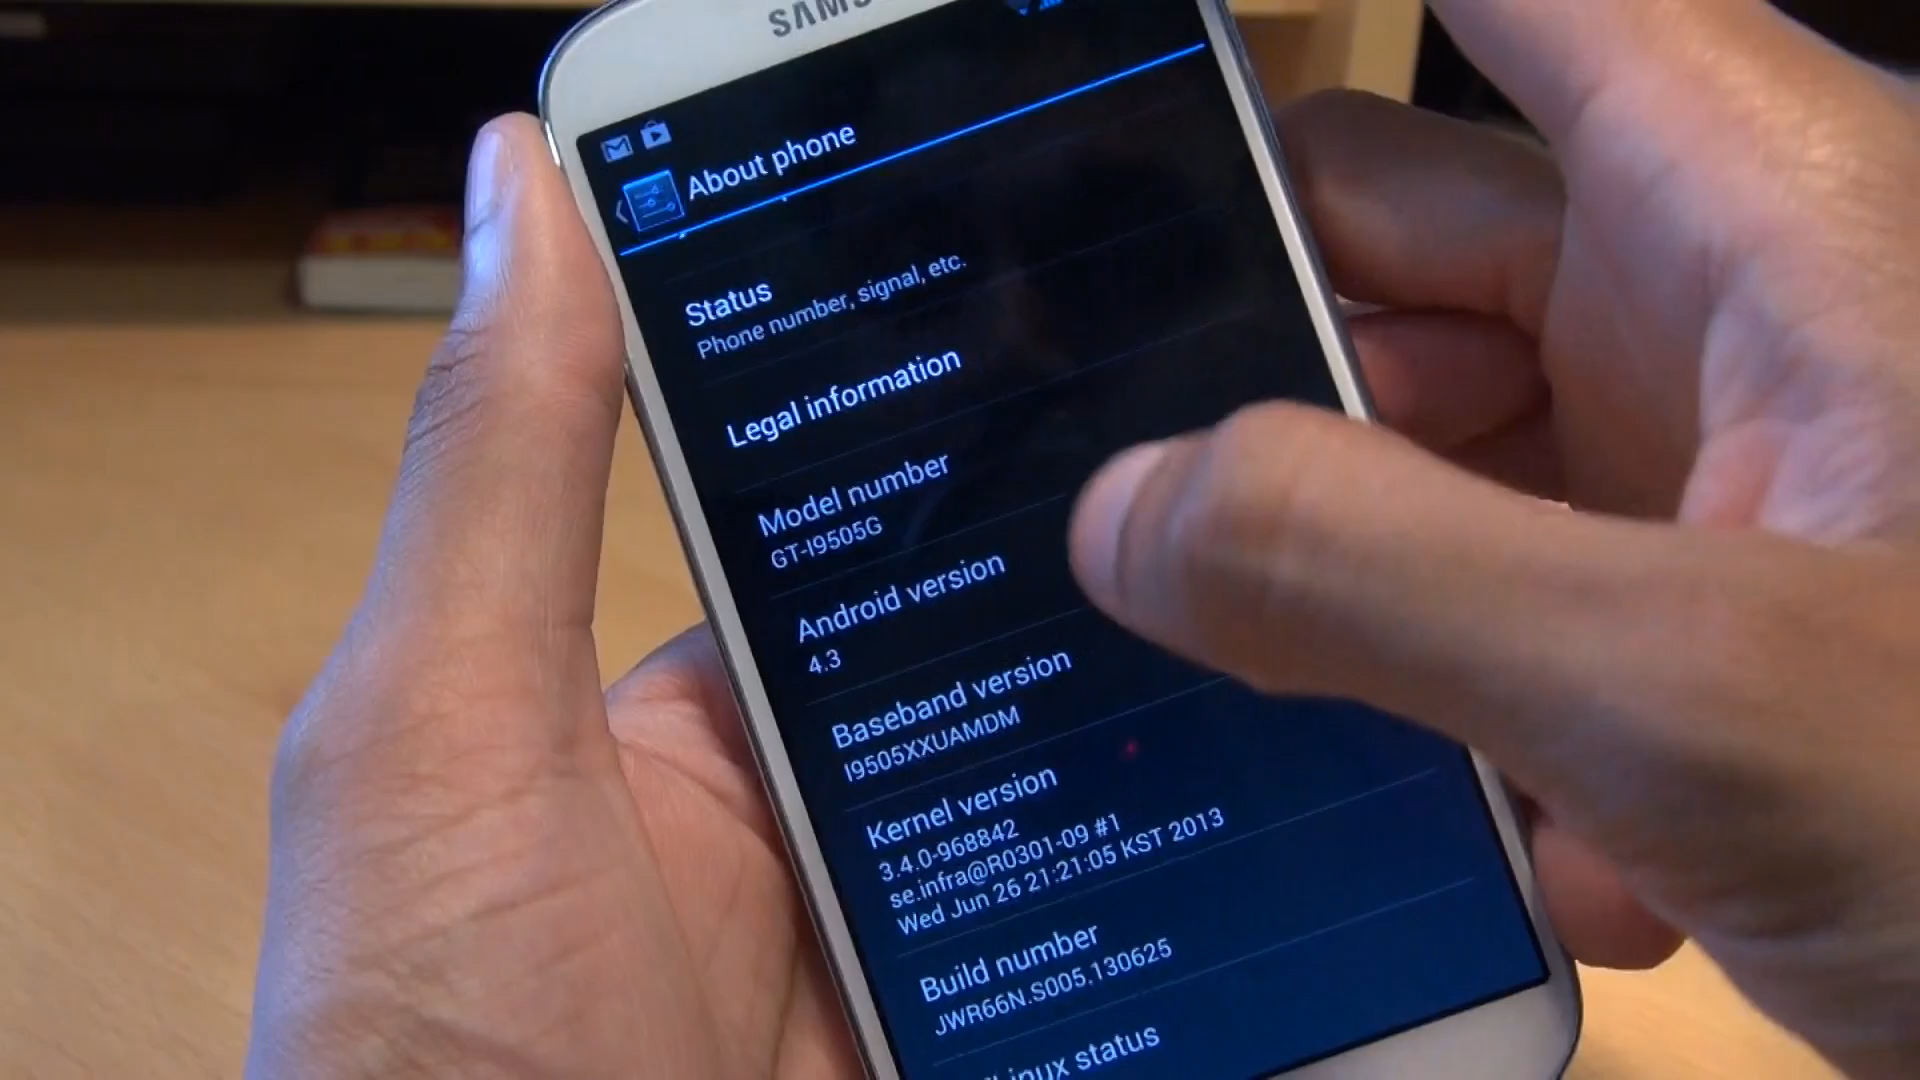 About phone
Status
Phone number, signal, etc.
Legal information
Model number
GT-I9505G
Android version
4.3
Baseband version
I9505XXUAMDM
Kernel version
3.4.0-968842
se.infra@R0301-09 #1
Wed Jun 26 21:21:05 KST 2013
Build number
JWR66N.S005.130625
status